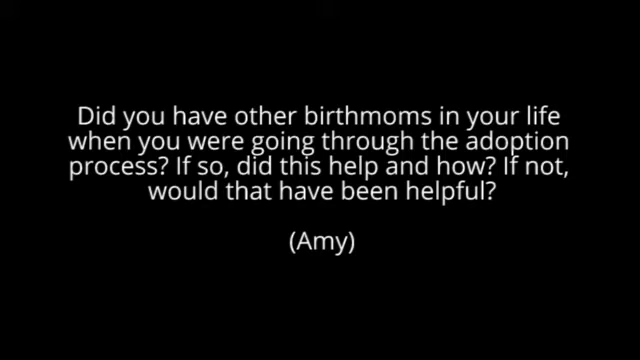 Did you have other birthmoms in your life
when you were going through the adoption
process? If so, did this help and how? If not,
would that have been helpful?
(Amy)